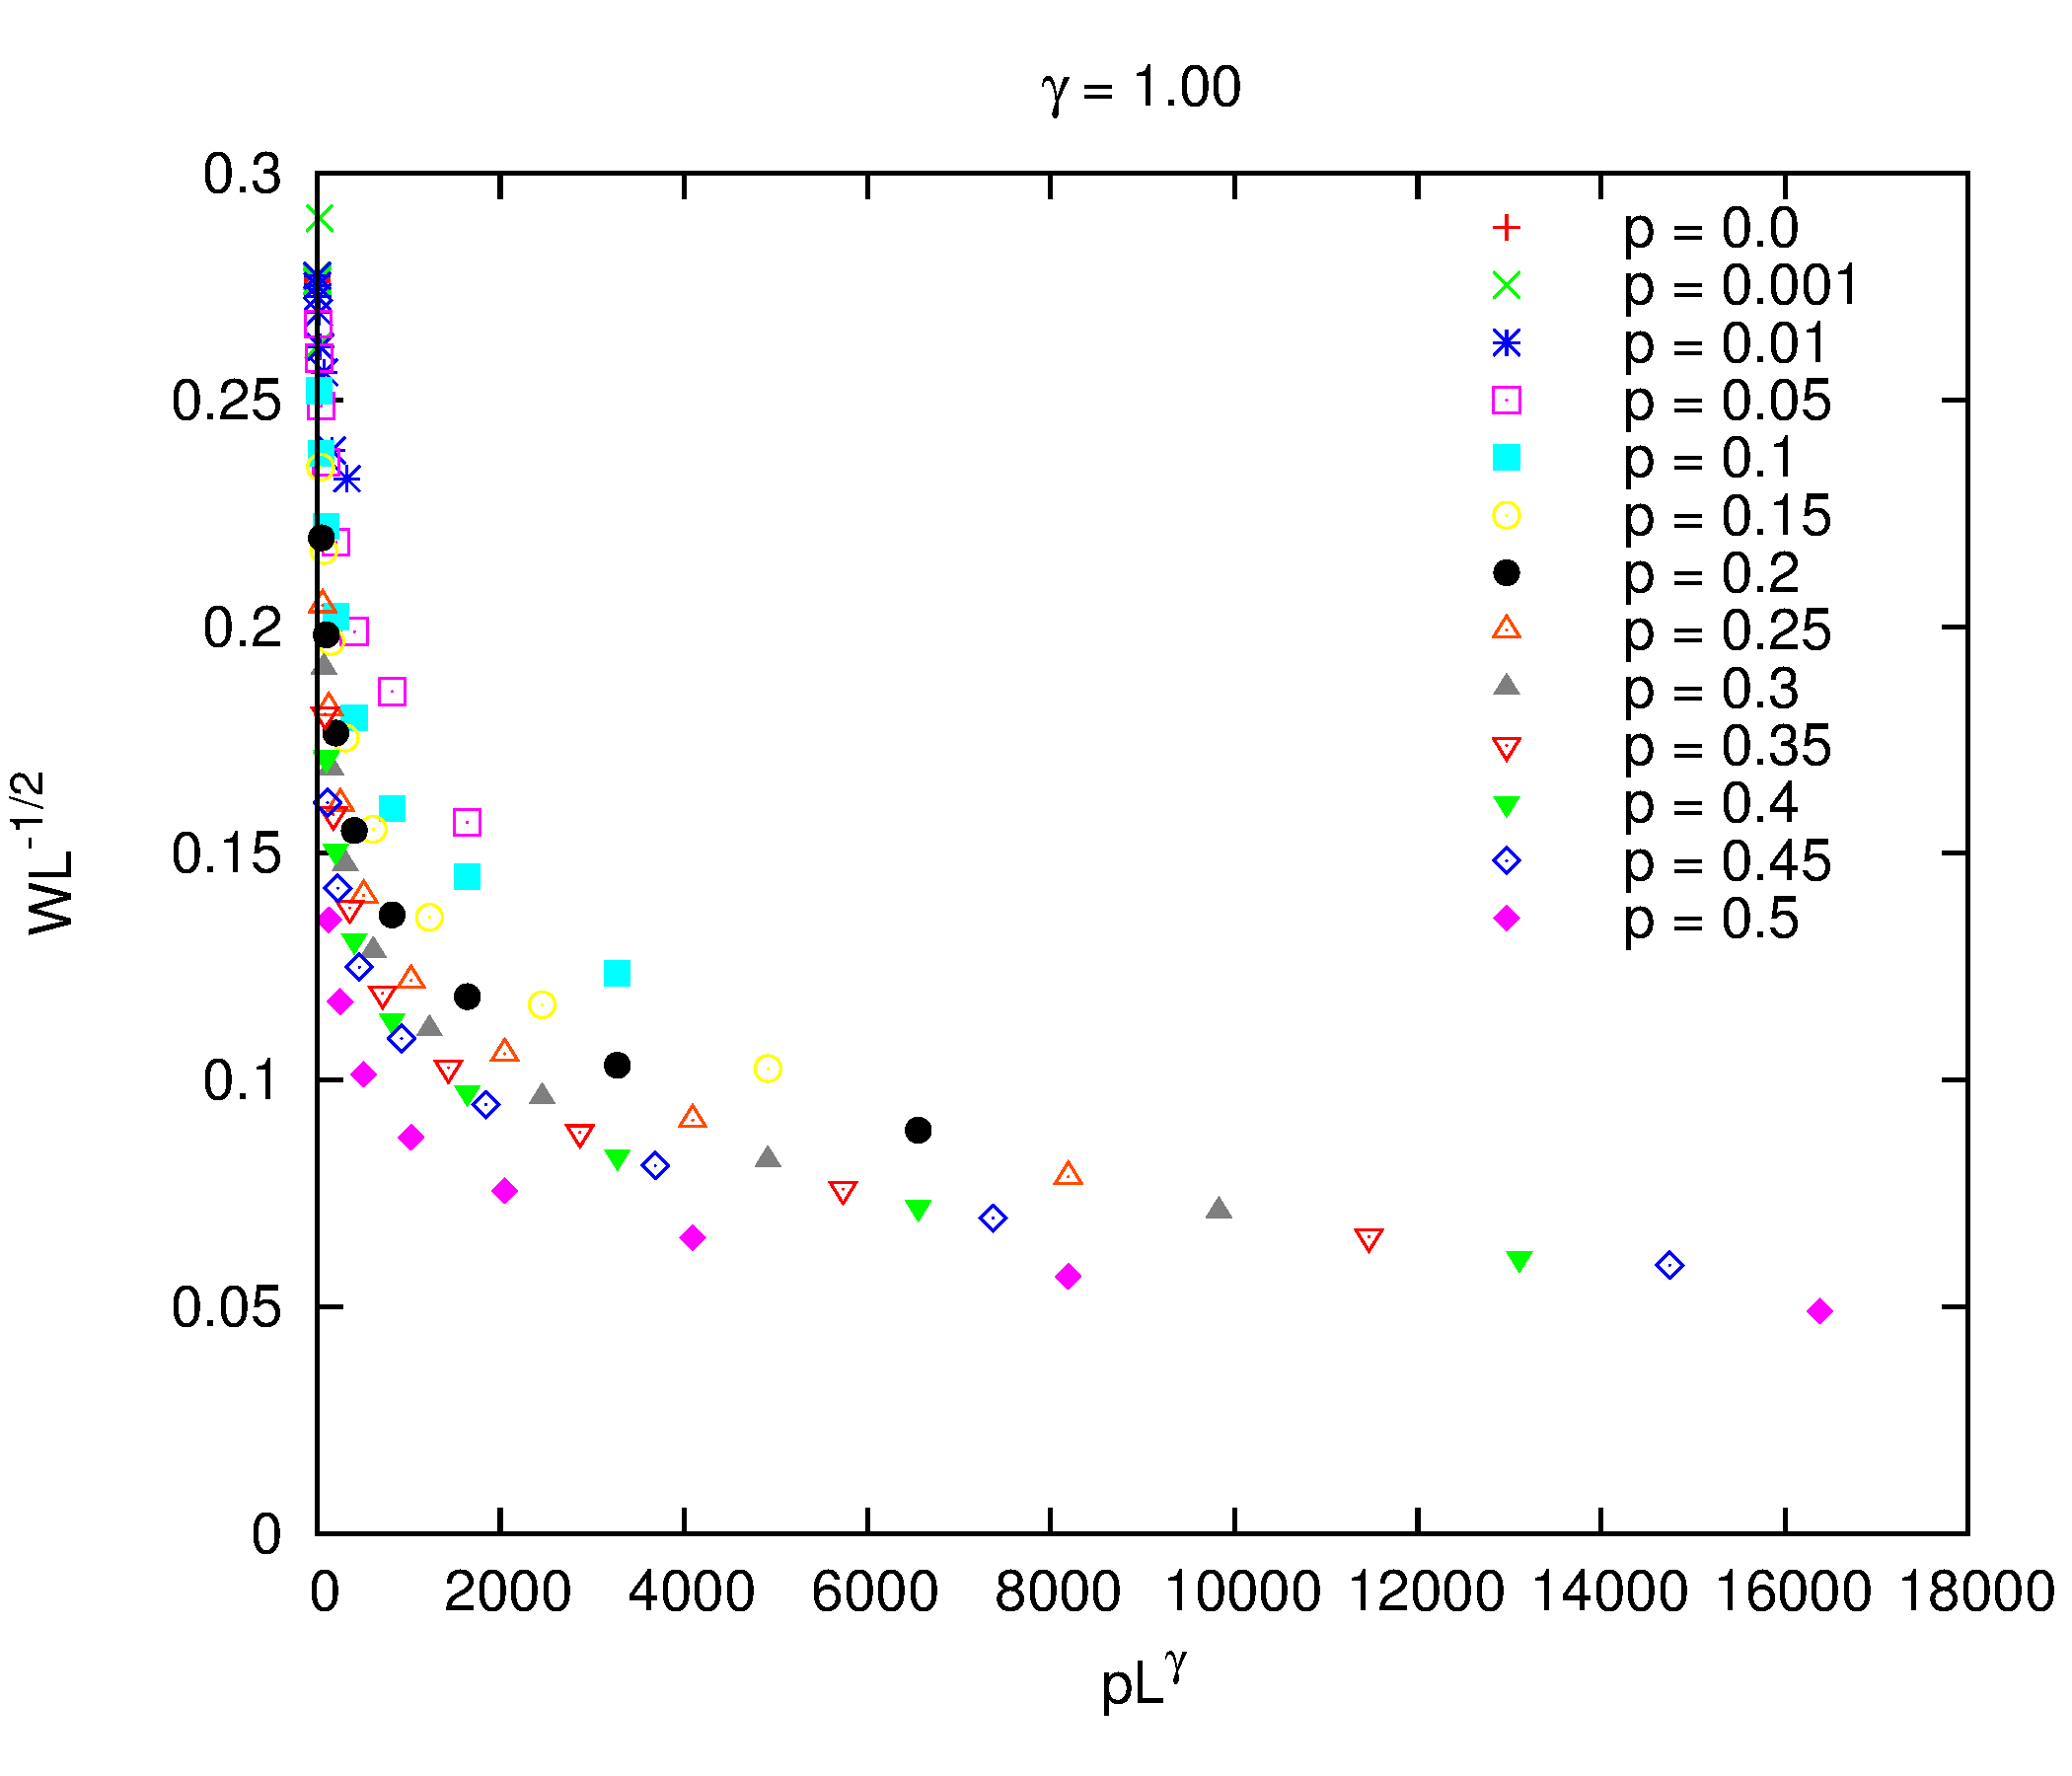 γ = 1.00
0.3
0.25
0.2
0.15
0.1
0.05
0
WL^-1/2
p = 0.0
p = 0.001
p = 0.01
p = 0.05
p = 0.1
p = 0.15
p = 0.2
p = 0.25
p = 0.3
p = 0.35
p = 0.4
p = 0.45
p = 0.5
0 2000 4000 6000 8000 10000 12000 14000 16000 18000
pL^γ